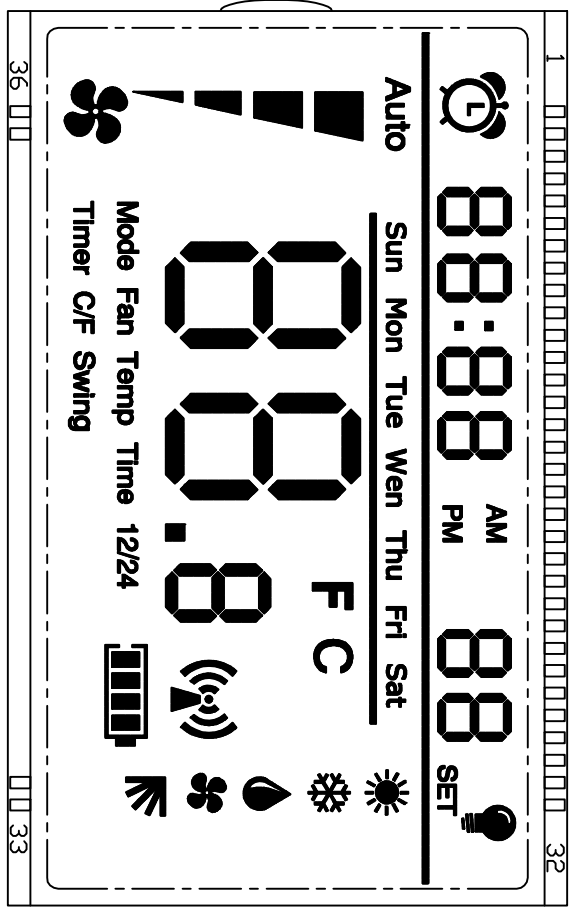 1
32
88:88 AM
PM 88 SET
Auto
Sun Mon Tue Wen Thu Fri Sat
88.8 F C
Mode Fan Temp Time 12/24
Timer C/F Swing
36
33